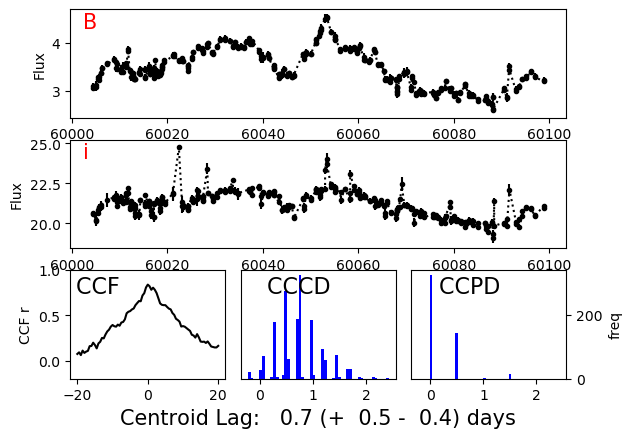 B
Flux
4
3
60000 60020 60040 60060 60080 60100
i
Flux
25.0
22.5
20.0
60000 60020 60040 60060 60080 60100
CCF
CCF r
1.0
0.5
0.0
−20 0 20
CCCD
0 1 2
CCPD
0 1 2
200
0
freq
Centroid Lag: 0.7 (+ 0.5 - 0.4) days